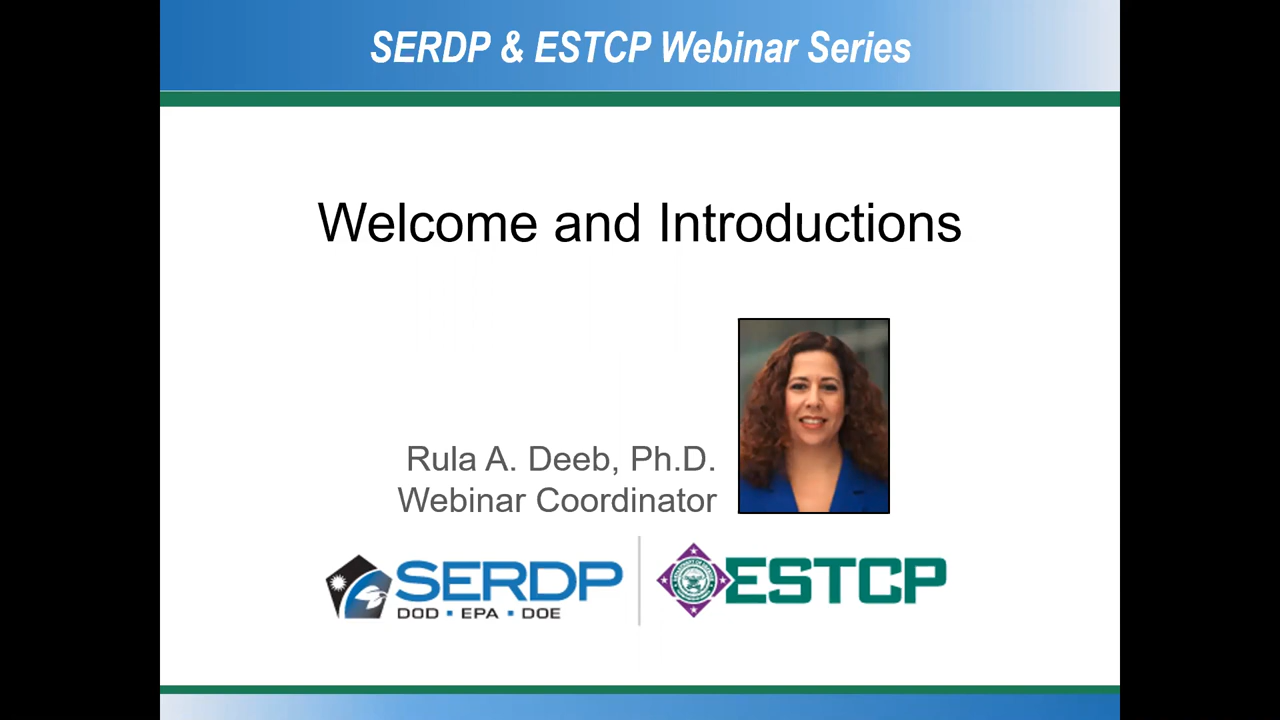 SERDP & ESTCP Webinar Series
Welcome and Introductions
Rula A. Deeb, Ph.D.
Webinar Coordinator
SERDP
DOD • EPA • DOE
ESTCP